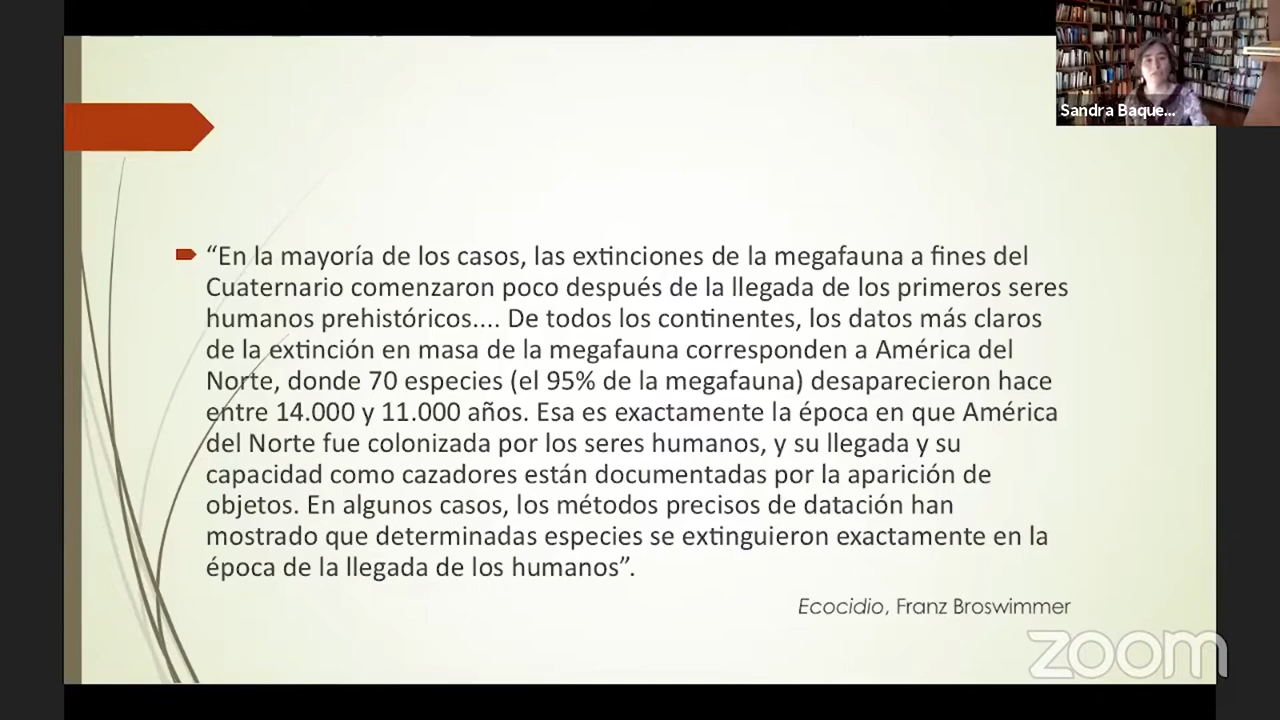 Sandra Baque...
“En la mayoría de los casos, las extinciones de la megafauna a fines del
Cuaternario comenzaron poco después de la llegada de los primeros seres
humanos prehistóricos.... De todos los continentes, los datos más claros
de la extinción en masa de la megafauna corresponden a América del
Norte, donde 70 especies (el 95% de la megafauna) desaparecieron hace
entre 14.000 y 11.000 años. Esa es exactamente la época en que América
del Norte fue colonizada por los seres humanos, y su llegada y su
capacidad como cazadores están documentadas por la aparición de
objetos. En algunos casos, los métodos precisos de datación han
mostrado que determinadas especies se extinguieron exactamente en la
época de la llegada de los humanos”.
Ecocidio, Franz Broswimmer
zoom